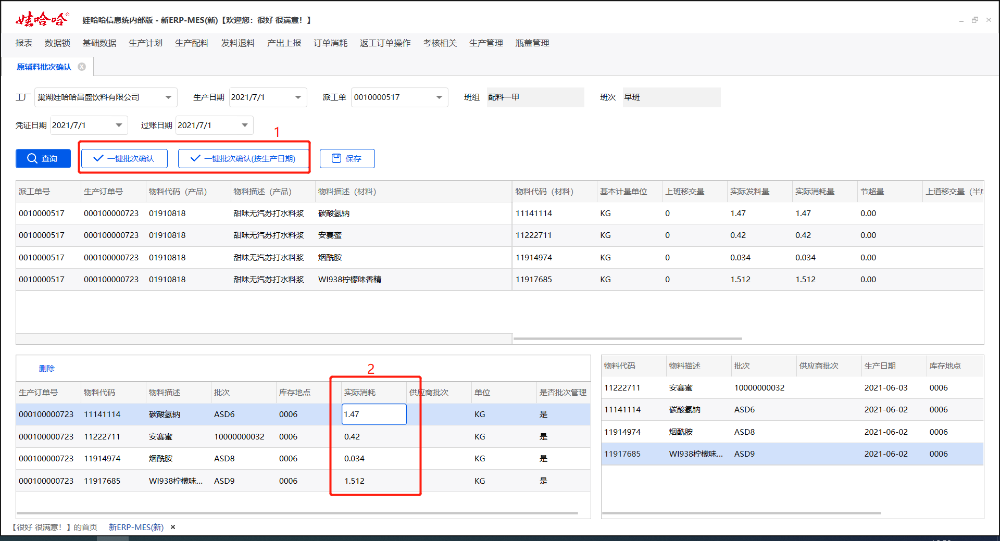 娃哈哈®
娃哈哈信息统内部版 - 新ERP-MES(新)【欢迎您：很好 很满意！】
报表 数据锁 基础数据 生产计划 生产配料 发料退料 产出上报 订单消耗 返工订单操作 考核相关 生产管理 瓶盖管理
原辅料批次确认
工厂 巢湖娃哈哈昌盛饮料有限公司 生产日期 2021/7/1 派工单 0010000517 班组 配料一甲 班次 早班
凭证日期 2021/7/1 过账日期 2021/7/1
1
查询 一键批次确认 一键批次确认(按生产日期) 保存
派工单号 生产订单号 物料代码（产品） 物料描述（产品） 物料描述（材料） 物料代码（材料） 基本计量单位 上班移交量 实际发料量 实际消耗量 节超量 上道移交量（半
0010000517 000100000723 01910818 甜味无汽苏打水料浆 碳酸氢钠 11141114 KG 0 1.47 1.47 0.00
0010000517 000100000723 01910818 甜味无汽苏打水料浆 安赛蜜 11222711 KG 0 0.42 0.42 0.00
0010000517 000100000723 01910818 甜味无汽苏打水料浆 烟酰胺 11914974 KG 0 0.034 0.034 0.00
0010000517 000100000723 01910818 甜味无汽苏打水料浆 WI938柠檬味香精 11917685 KG 0 1.512 1.512 0.00
删除
2
生产订单号 物料代码 物料描述 批次 库存地点 实际消耗 供应商批次 单位 是否批次管理
000100000723 11141114 碳酸氢钠 ASD6 0006 1.47 KG 是
000100000723 11222711 安赛蜜 10000000032 0006 0.42 KG 是
000100000723 11914974 烟酰胺 ASD8 0006 0.034 KG 是
000100000723 11917685 WI938柠檬味... ASD9 0006 1.512 KG 是
物料代码 物料描述 批次 供应商批次 生产日期 库存地点
11222711 安赛蜜 10000000032 2021-06-03 0006
11141114 碳酸氢钠 ASD6 2021-06-02 0006
11914974 烟酰胺 ASD8 2021-06-02 0006
11917685 WI938柠檬味... ASD9 2021-06-02 0006
【很好 很满意！】的首页 新ERP-MES(新)